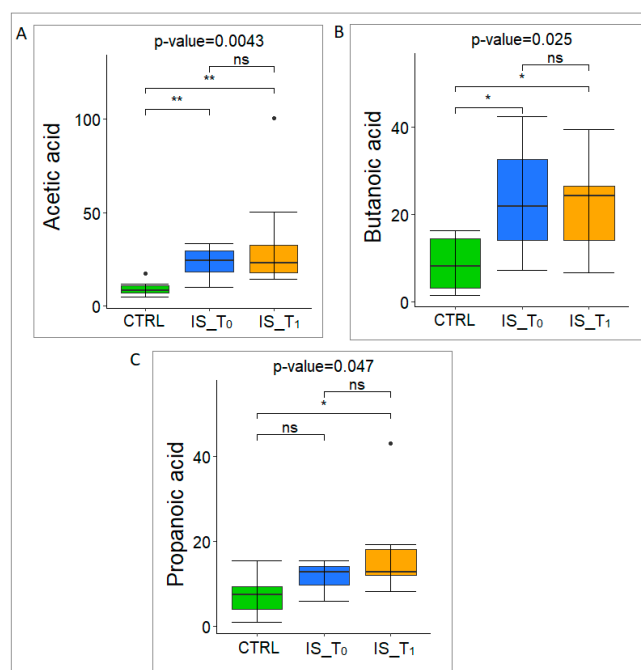 A
p-value=0.0043
ns
**
**
Acetic acid
100
50
0
CTRL IS_T₀ IS_T₁
B
p-value=0.025
ns
*
*
Butanoic acid
40
20
0
CTRL IS_T₀ IS_T₁
C
p-value=0.047
ns
*
ns
Propanoic acid
40
20
0
CTRL IS_T₀ IS_T₁